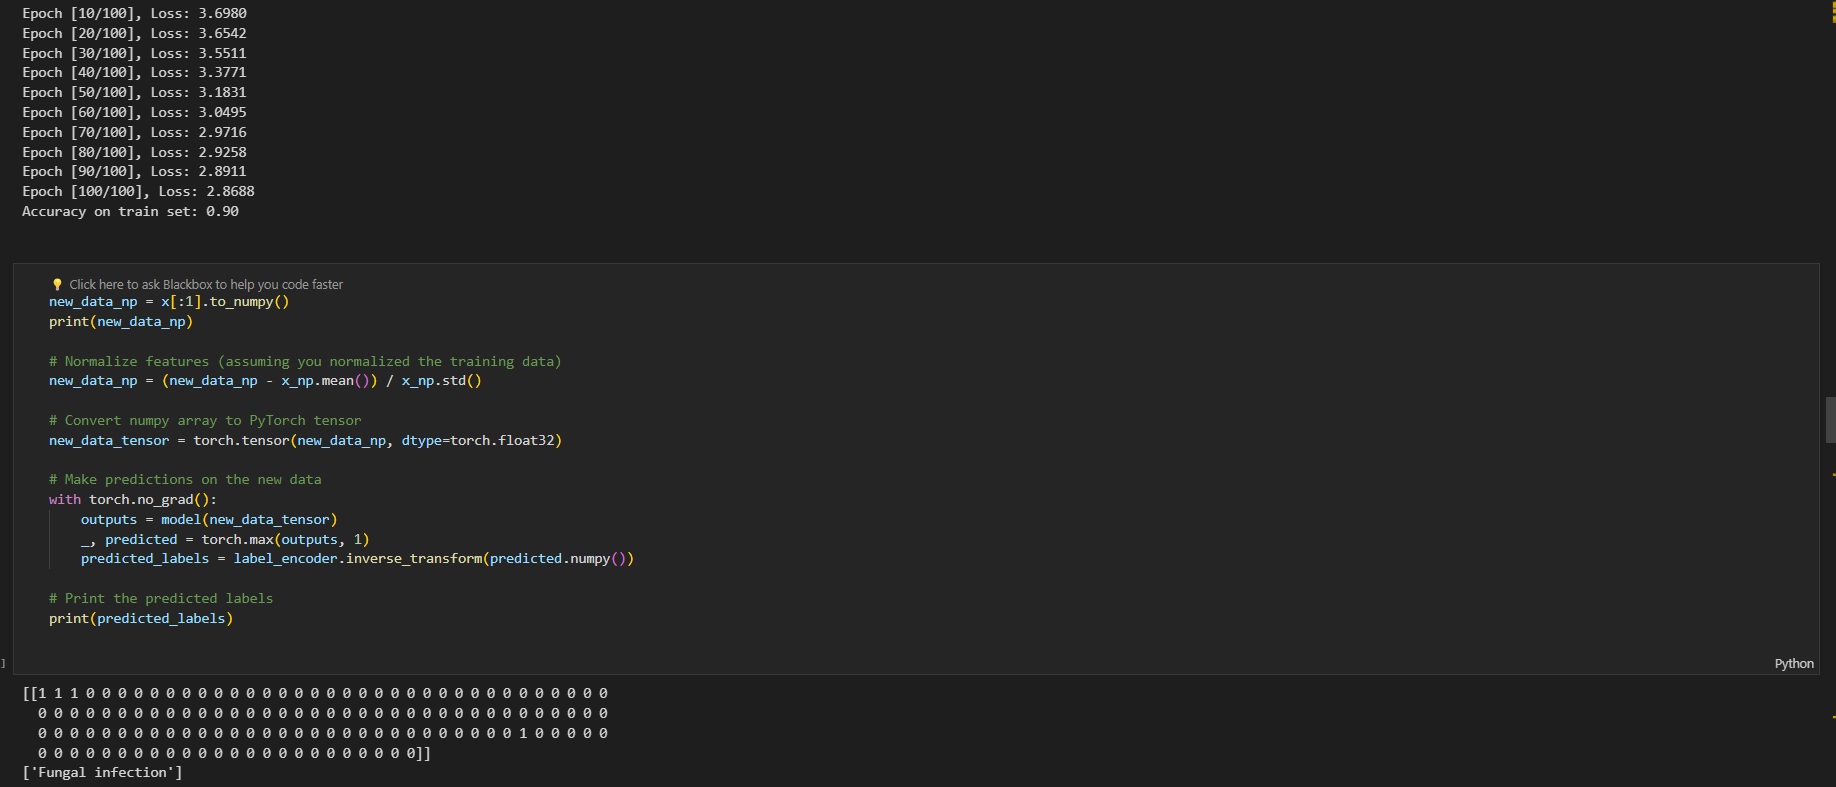 Epoch [10/100], Loss: 3.6980
Epoch [20/100], Loss: 3.6542
Epoch [30/100], Loss: 3.5511
Epoch [40/100], Loss: 3.3771
Epoch [50/100], Loss: 3.1831
Epoch [60/100], Loss: 3.0495
Epoch [70/100], Loss: 2.9716
Epoch [80/100], Loss: 2.9258
Epoch [90/100], Loss: 2.8911
Epoch [100/100], Loss: 2.8688
Accuracy on train set: 0.90
Click here to ask Blackbox to help you code faster
new_data_np = x[:1].to_numpy()
print(new_data_np)
# Normalize features (assuming you normalized the training data)
new_data_np = (new_data_np - x_np.mean()) / x_np.std()
# Convert numpy array to PyTorch tensor
new_data_tensor = torch.tensor(new_data_np, dtype=torch.float32)
# Make predictions on the new data
with torch.no_grad():
    outputs = model(new_data_tensor)
    _, predicted = torch.max(outputs, 1)
    predicted_labels = label_encoder.inverse_transform(predicted.numpy())
# Print the predicted labels
print(predicted_labels)
]
Python
[[1 1 1 0 0 0 0 0 0 0 0 0 0 0 0 0 0 0 0 0 0 0 0 0 0 0 0 0 0 0 0 0 0 0 0 0
  0 0 0 0 0 0 0 0 0 0 0 0 0 0 0 0 0 0 0 0 0 0 0 0 0 0 0 0 0 0 0 0 0 0 0 0
  0 0 0 0 0 0 0 0 0 0 0 0 0 0 0 0 0 0 0 0 0 0 0 0 0 0 0 0 0 0 1 0 0 0 0 0
  0 0 0 0 0 0 0 0 0 0 0 0 0 0 0 0 0 0 0 0 0 0 0 0]]
['Fungal infection']